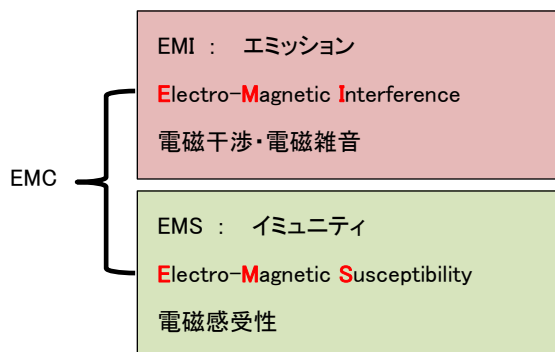 EMI ： エミッション
Electro-Magnetic Interference
電磁干渉・電磁雑音
EMC
EMS ： イミュニティ
Electro-Magnetic Susceptibility
電磁感受性